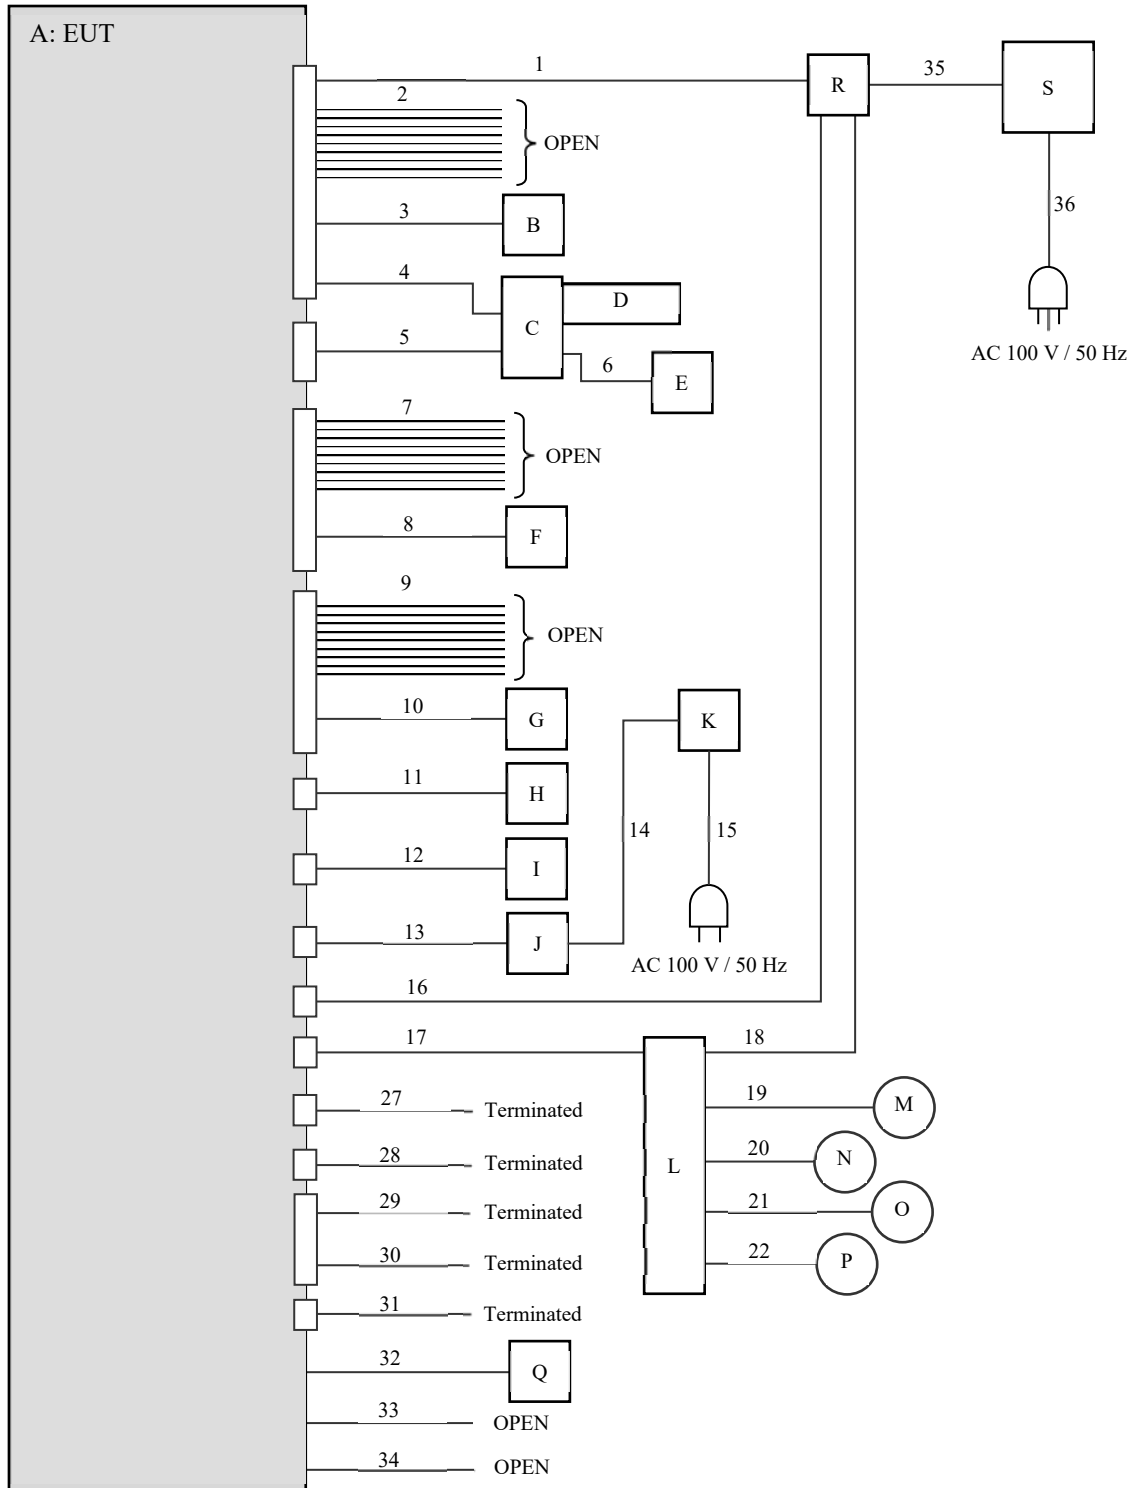 A: EUT
1
R
35
S
2
OPEN
3
B
36
4
C
D
5
6
E
AC 100 V / 50 Hz
7
OPEN
8
F
9
OPEN
10
G
K
11
H
14
15
12
I
13
J
AC 100 V / 50 Hz
16
17
18
27
Terminated
19
M
28
Terminated
20
N
L
29
Terminated
21
O
30
Terminated
22
P
31
Terminated
32
Q
33
OPEN
34
OPEN